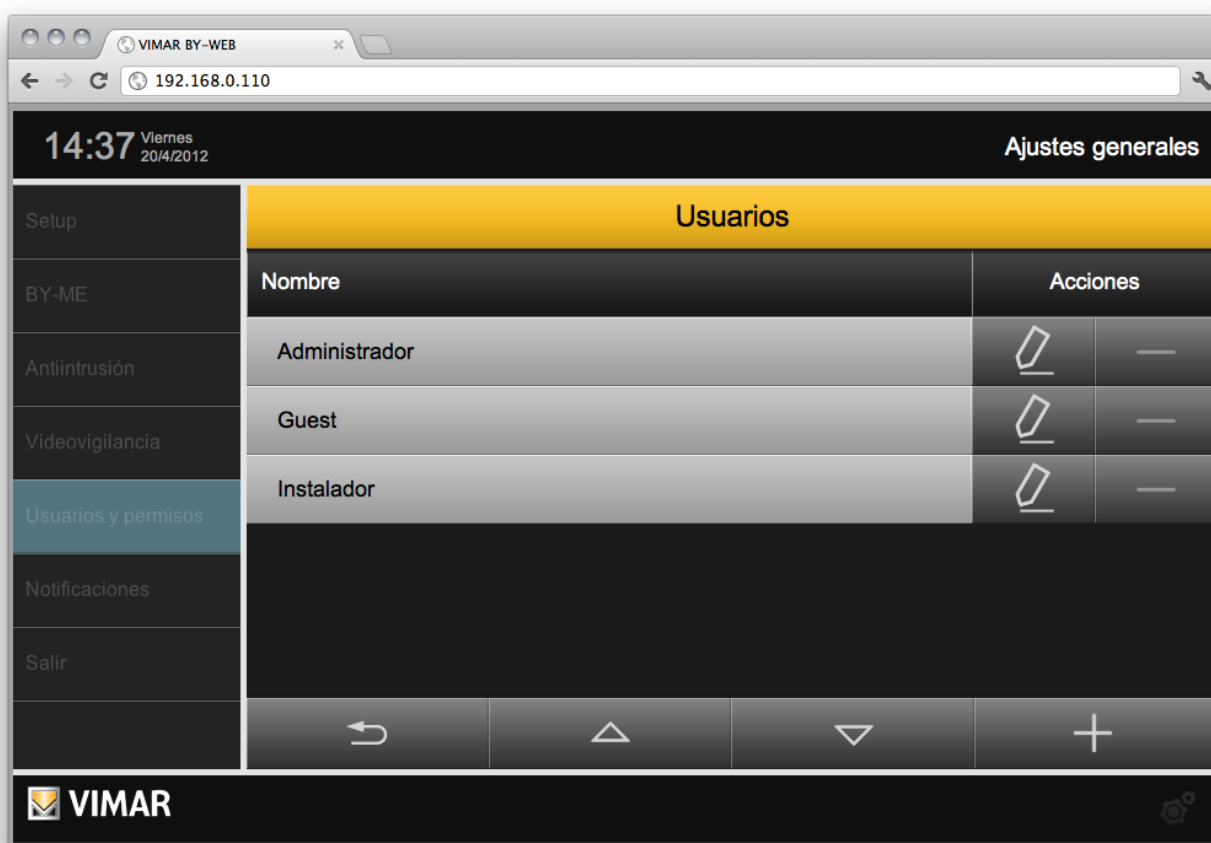 VIMAR BY-WEB
192.168.0.110
14:37 Viernes
20/4/2012
Ajustes generales
Setup
BY-ME
Antiintrusión
Videovigilancia
Usuarios y permisos
Notificaciones
Salir
Usuarios
Nombre Acciones
Administrador
Guest
Instalador
VIMAR